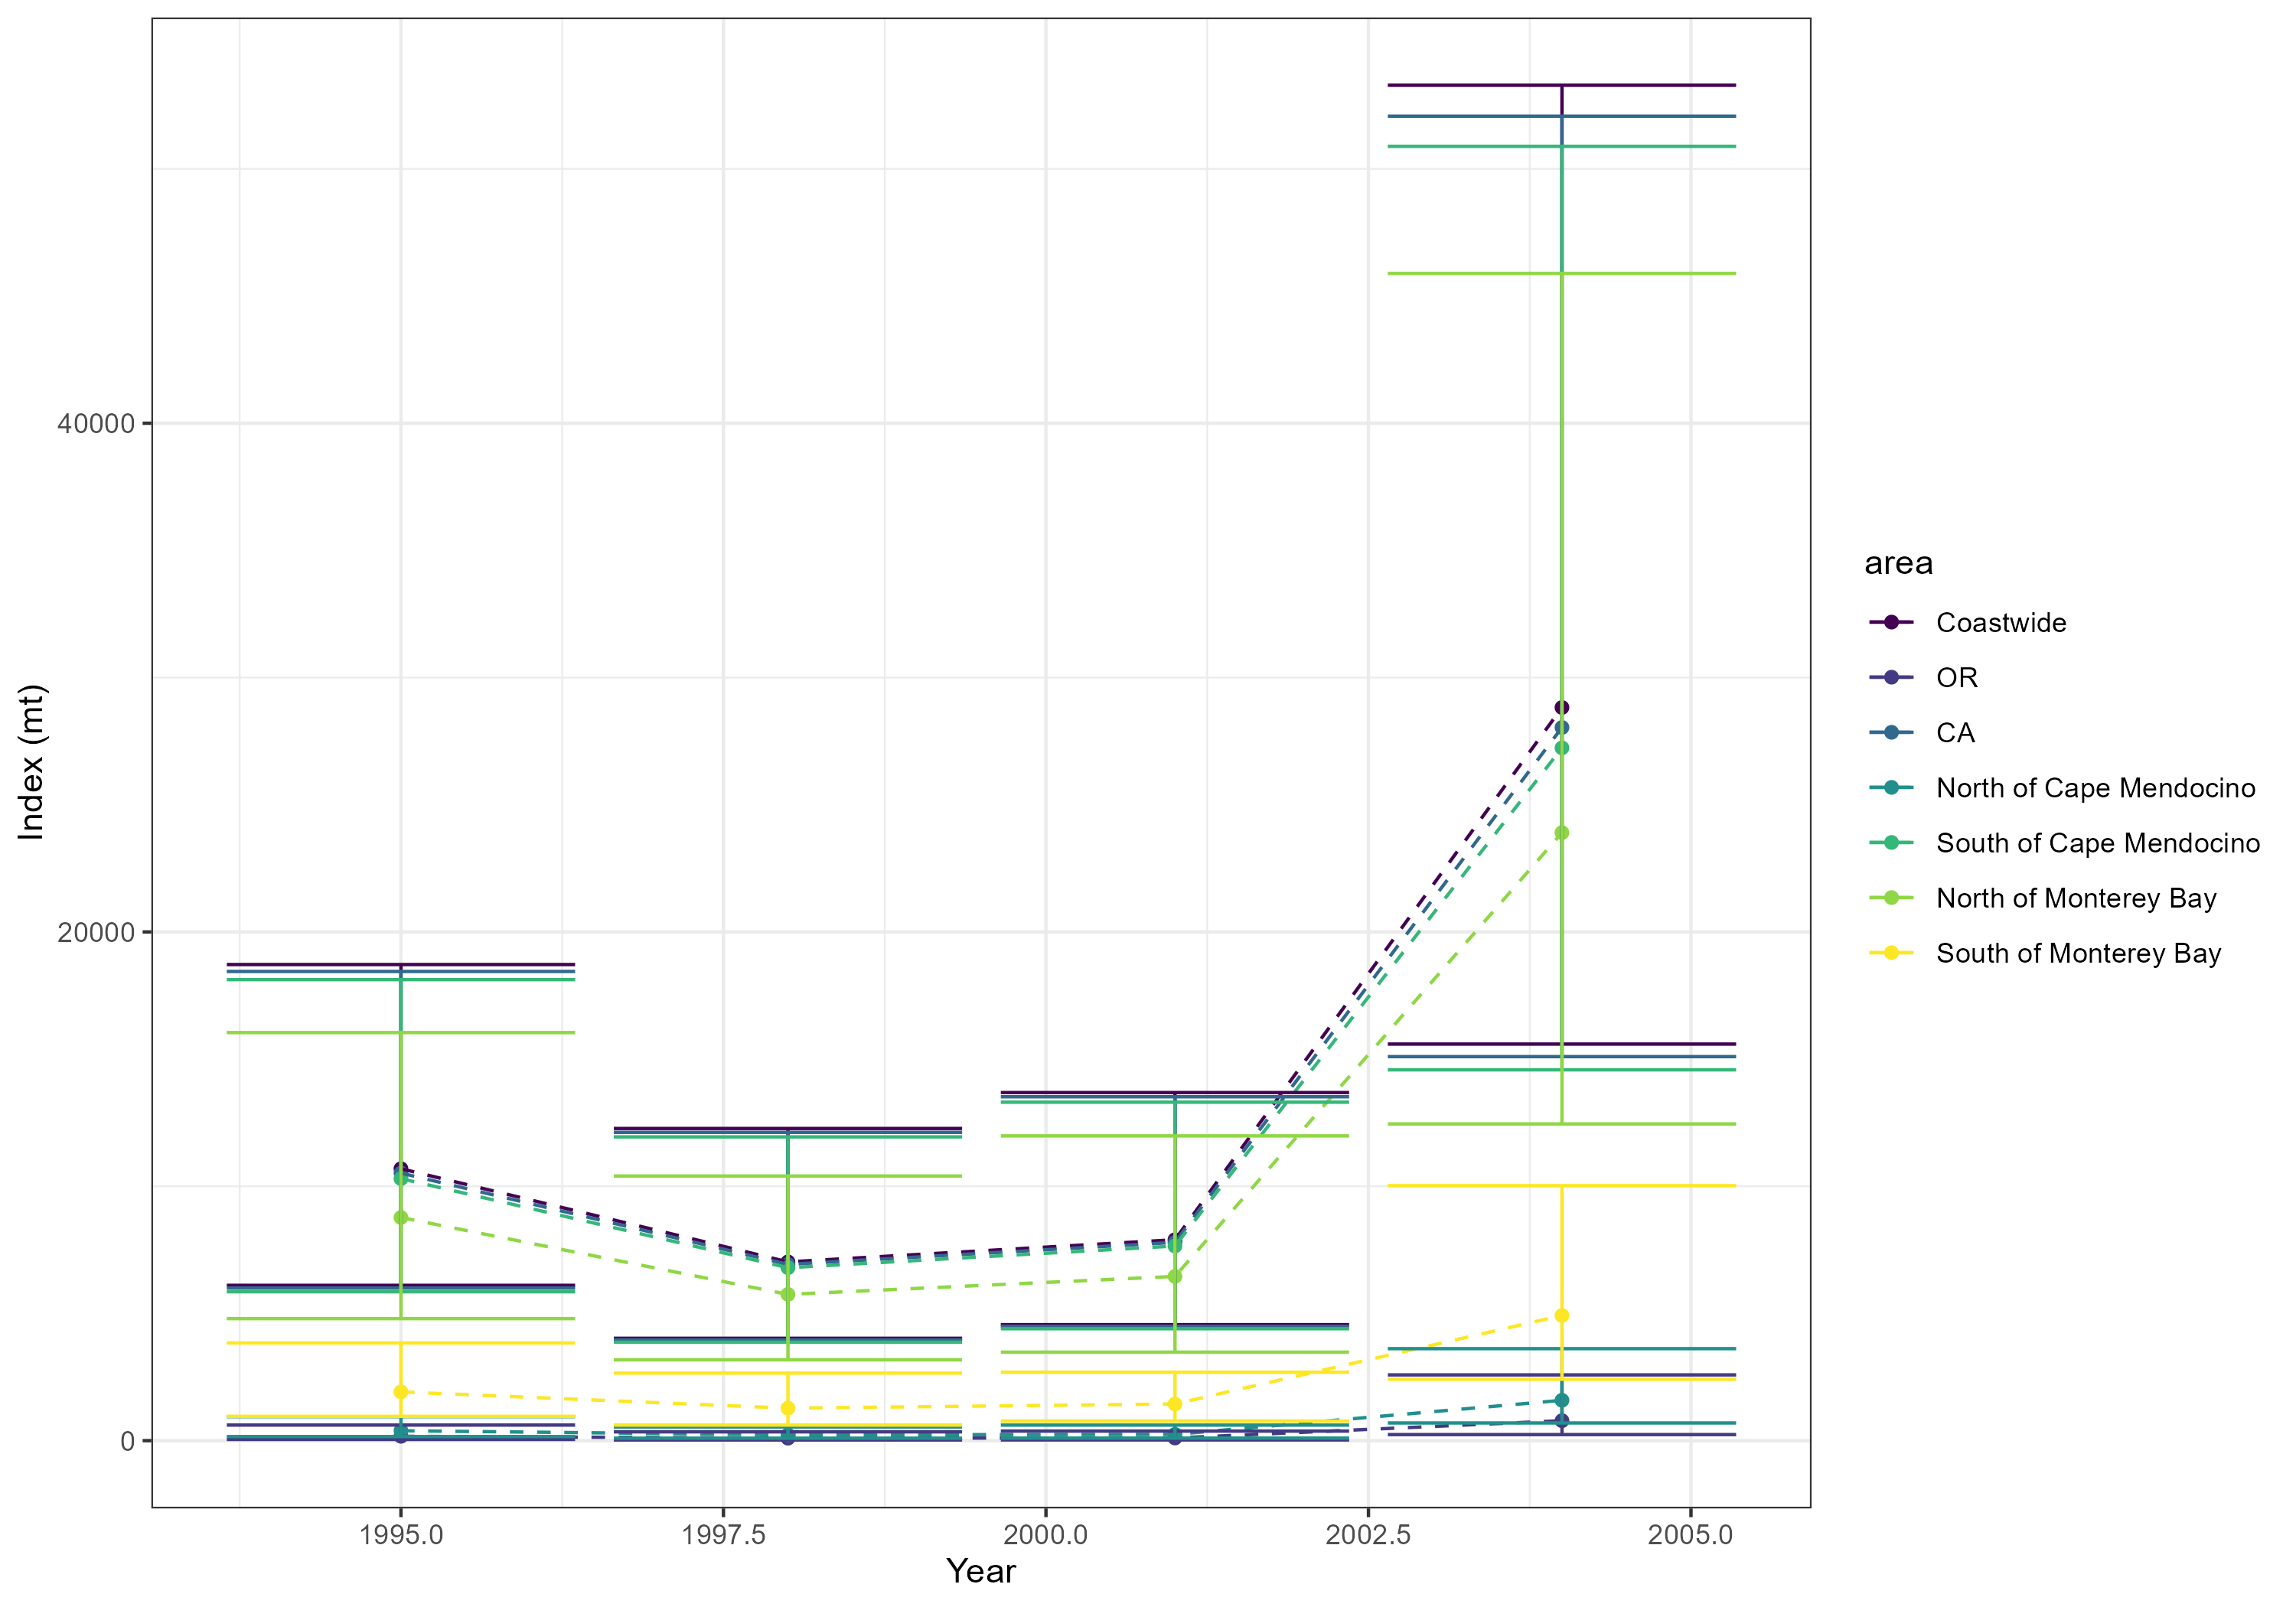 Index (mt)
40000
20000
0
1995.0
1997.5
2000.0
2002.5
2005.0
Year
area
Coastwide
OR
CA
North of Cape Mendocino
South of Cape Mendocino
North of Monterey Bay
South of Monterey Bay